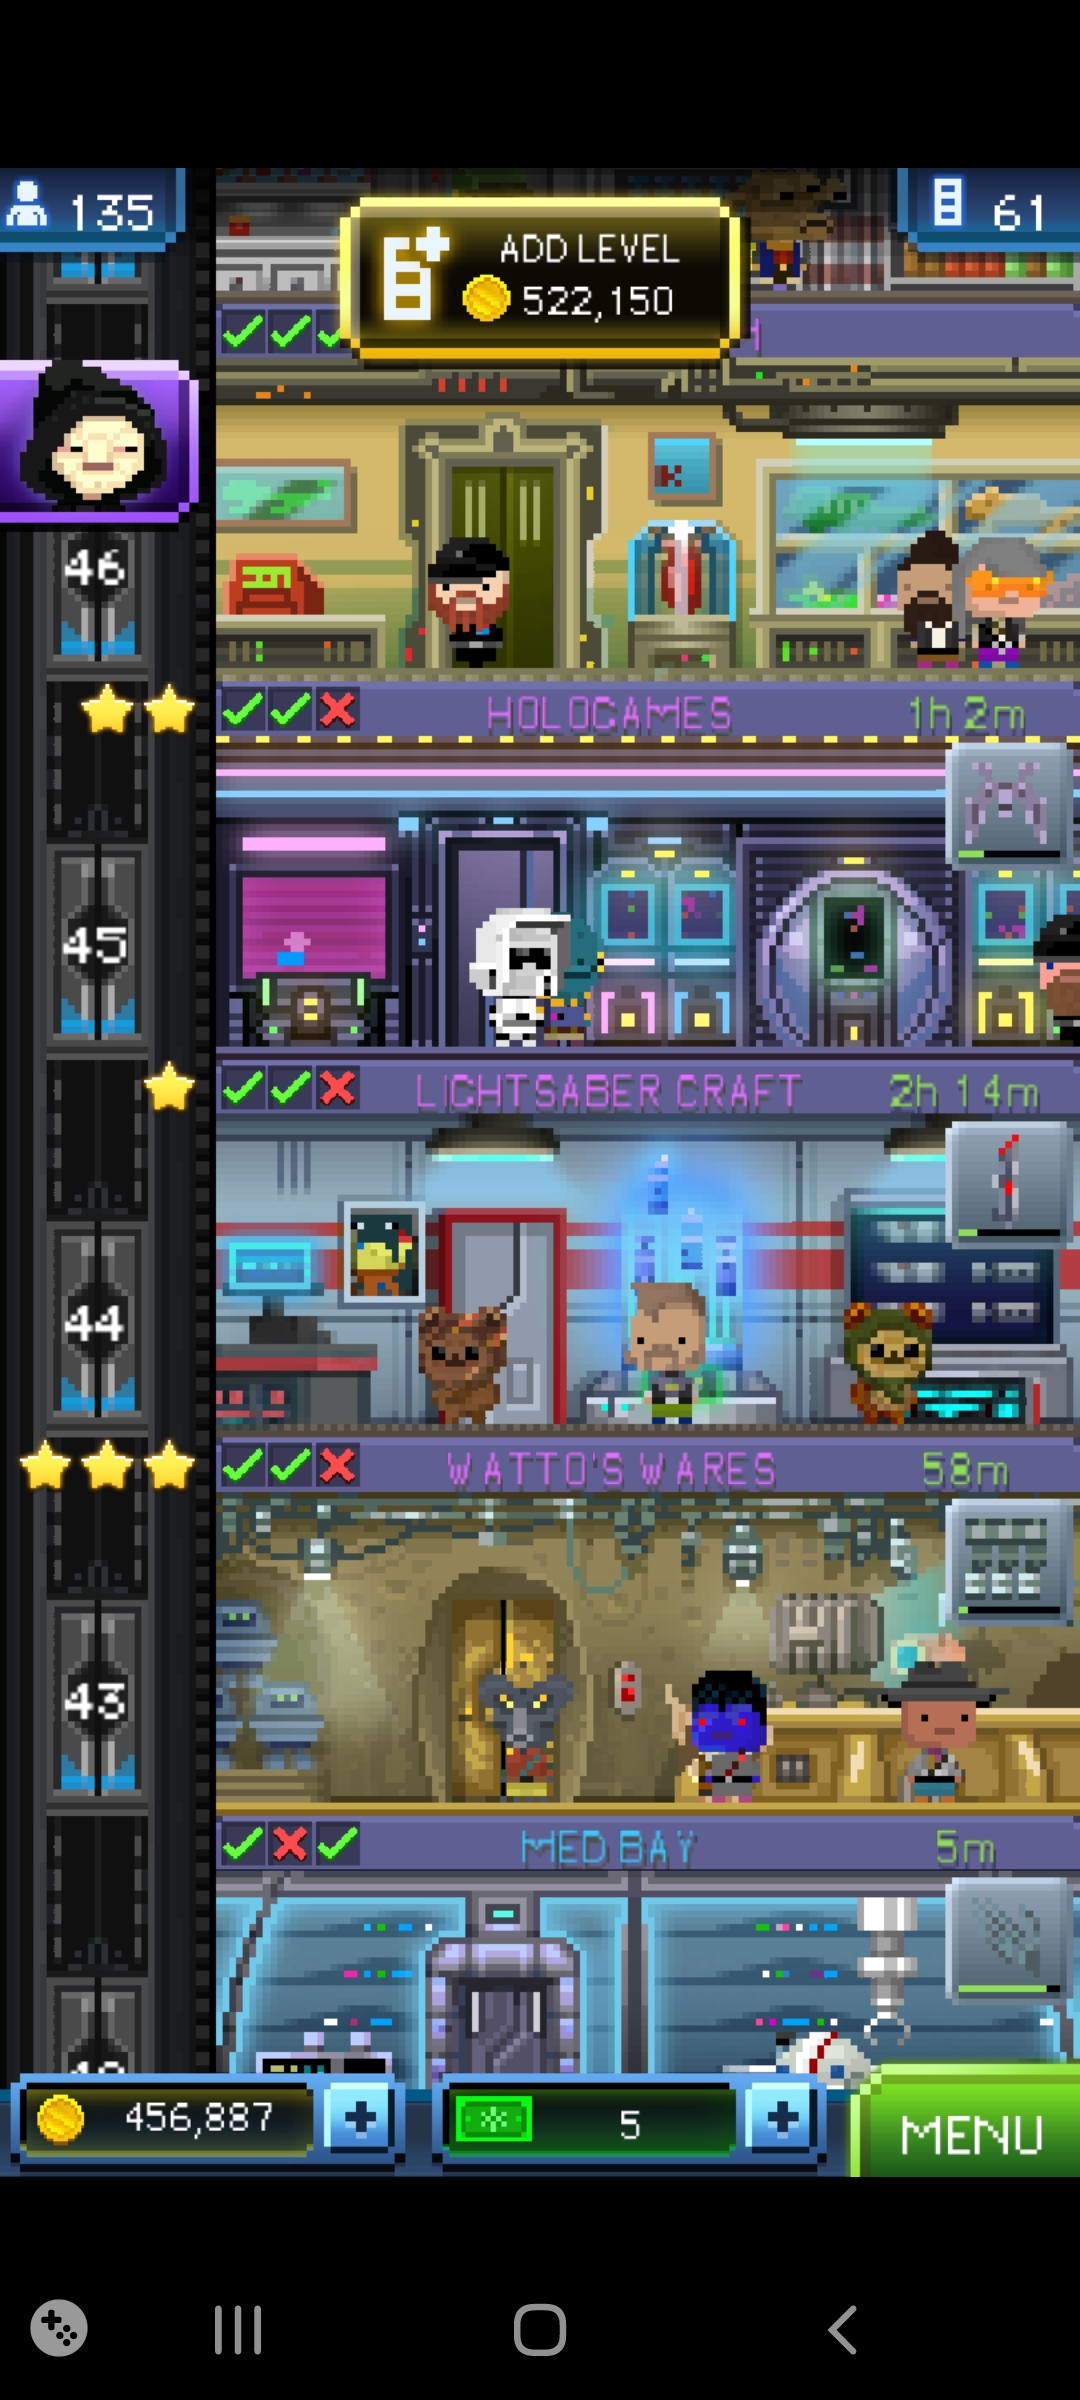 135
61
ADD LEVEL
522,150
46
HOLOGAMES
1h 2m
45
LIGHTSABER CRAFT
2h 14m
44
WATTO'S WARES
58m
43
MED BAY
5m
456,887
5
MENU